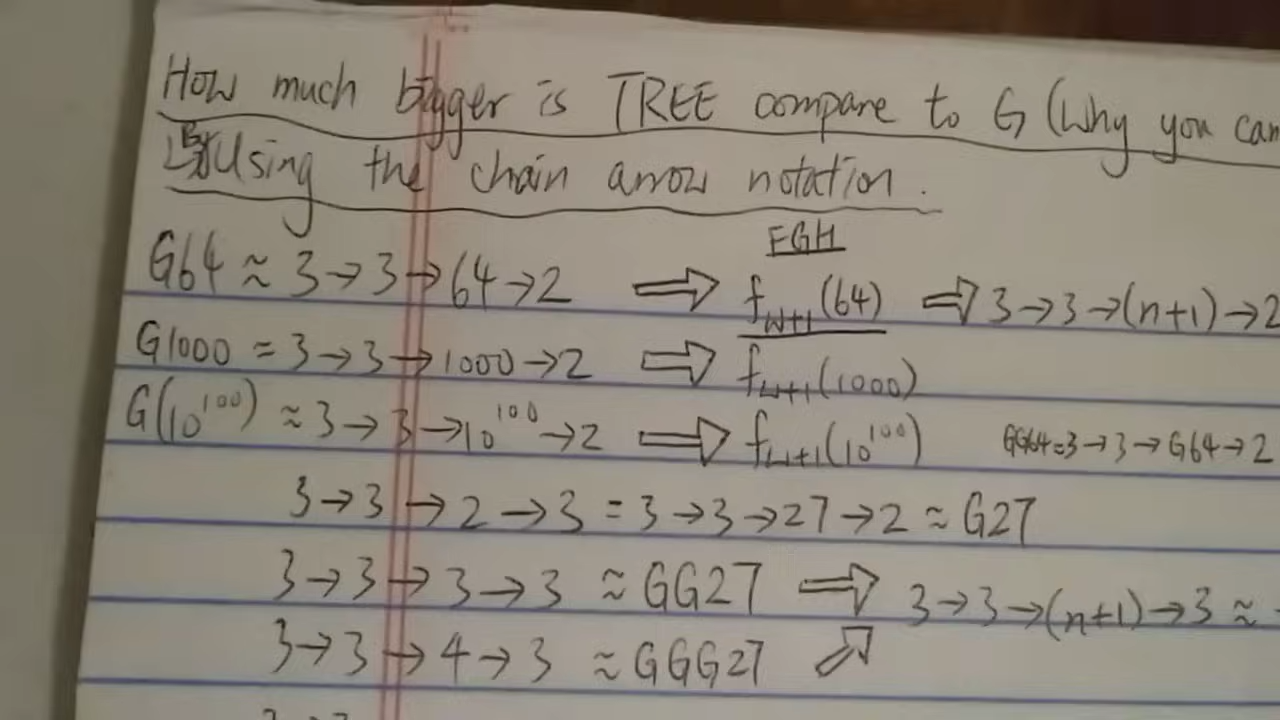 How much bigger is TREE compare to G (Why you can
By Using the chain arrow notation.
FGH
G64 ≈ 3→3→64→2 ⇒ f_{ω+1}(64) ⇒ 3→3→(n+1)→2
G1000 = 3→3→1000→2 ⇒ f_{ω+1}(1000)
G(10^{100}) ≈ 3→3→10^{100}→2 ⇒ f_{ω+1}(10^{100}) GG64=3→3→G64→2
3→3→2→3 = 3→3→27→2 ≈ G27
3→3→3→3 ≈ GG27 ⇒ 3→3→(n+1)→3 ≈
3→3→4→3 ≈ GGG27 ⇗